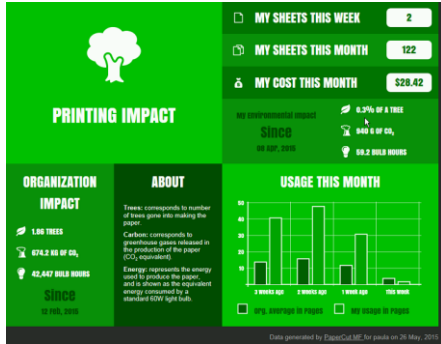 PRINTING IMPACT
MY SHEETS THIS WEEK 2
MY SHEETS THIS MONTH 122
MY COST THIS MONTH $28.42
My Environmental Impact
Since
08 Apr, 2015
0.3% OF A TREE
949 G OF CO₂
59.2 BULB HOURS
ORGANIZATION
IMPACT
1.86 TREES
674.2 KG OF CO₂
42,447 BULB HOURS
Since
12 Feb, 2015
ABOUT
Trees: corresponds to number
of trees gone into making the
paper.
Carbon: corresponds to
greenhouse gases released in
the production of the paper
(CO₂ equivalent).
Energy: represents the energy
used to produce the paper,
and is shown as the equivalent
energy consumed by a
standard 60W light bulb.
USAGE THIS MONTH
50
40
30
20
10
3 weeks ago 2 weeks ago 1 week ago This week
Org. average in Pages My usage in Pages
Data generated by PaperCut MF for paula on 26 May, 2015